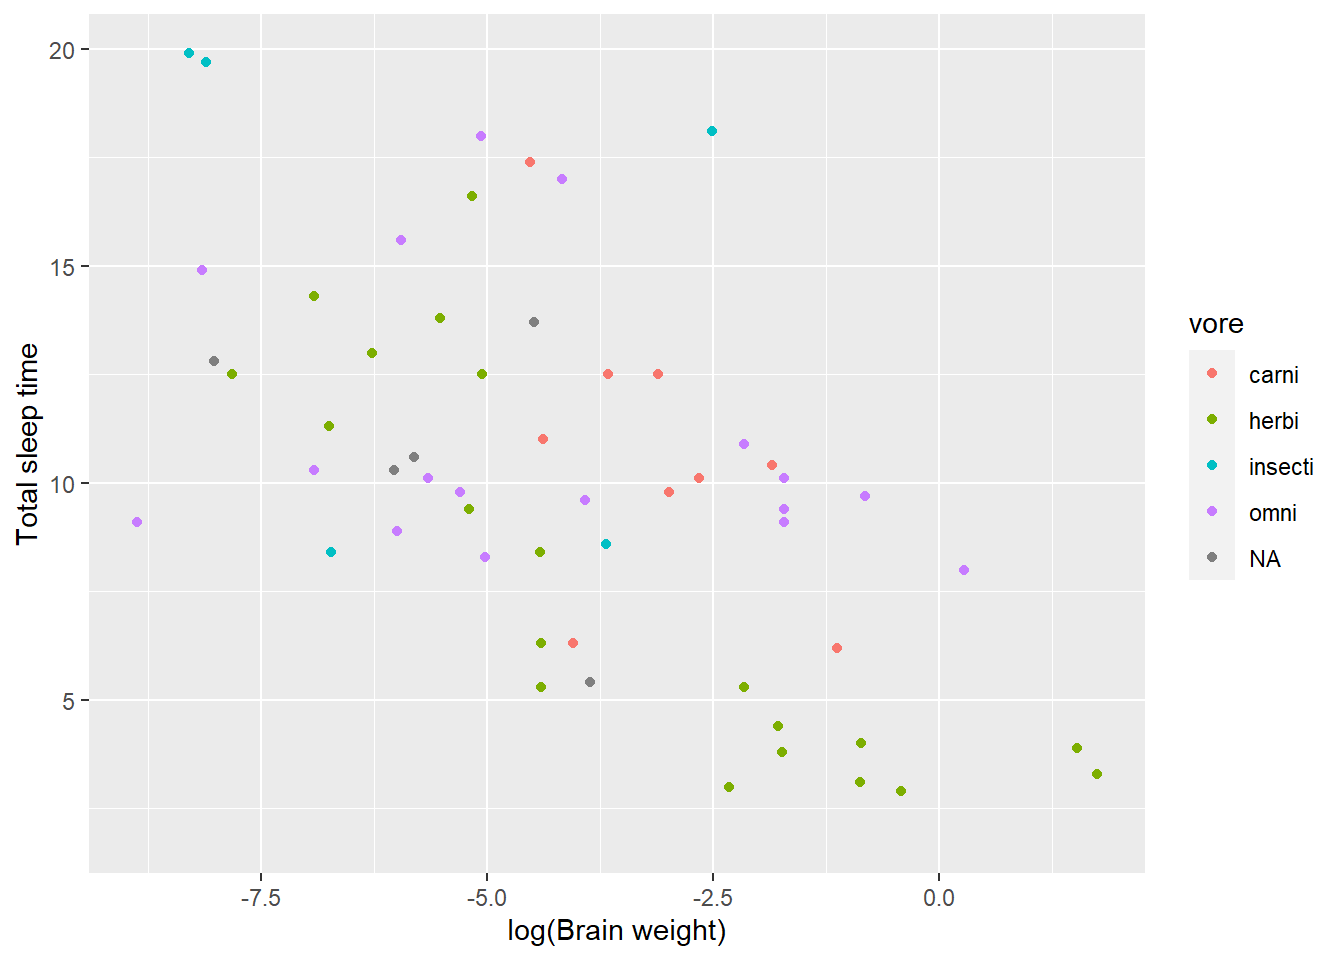 20
15
10
5
Total sleep time
-7.5 -5.0 -2.5 0.0
log(Brain weight)
vore
carni
herbi
insecti
omni
NA